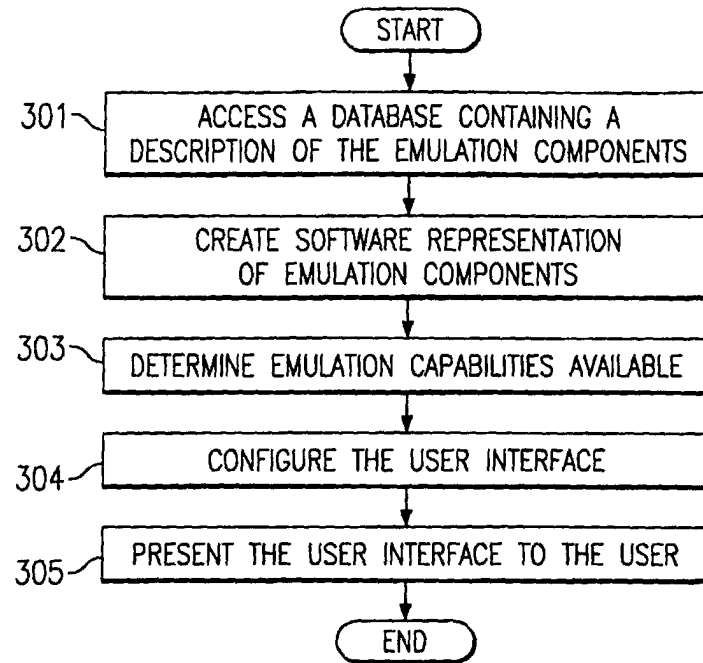 START
301
ACCESS A DATABASE CONTAINING A
DESCRIPTION OF THE EMULATION COMPONENTS
302
CREATE SOFTWARE REPRESENTATION
OF EMULATION COMPONENTS
303
DETERMINE EMULATION CAPABILITIES AVAILABLE
304
CONFIGURE THE USER INTERFACE
305
PRESENT THE USER INTERFACE TO THE USER
END